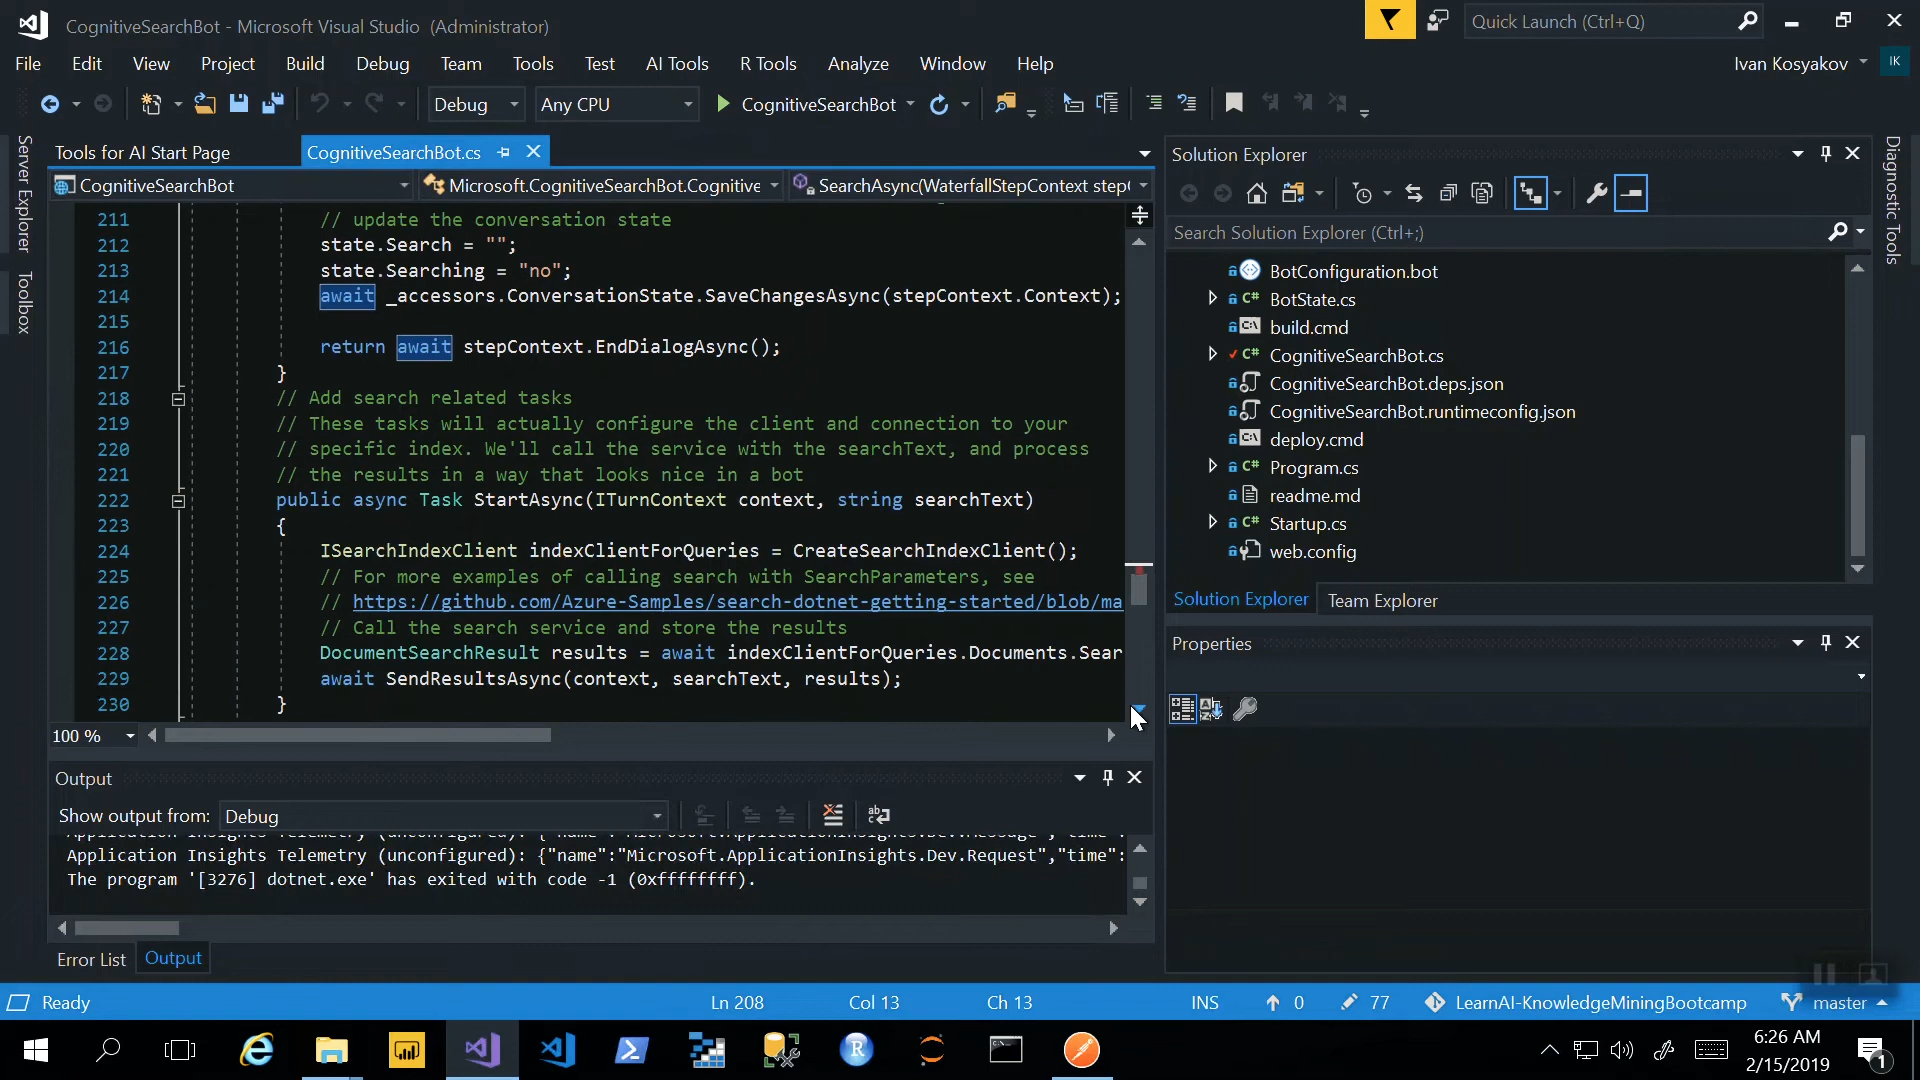 CognitiveSearchBot - Microsoft Visual Studio (Administrator)
Quick Launch (Ctrl+Q)
File Edit View Project Build Debug Team Tools Test AI Tools R Tools Analyze Window Help
Ivan Kosyakov IK
Debug Any CPU CognitiveSearchBot
Server Explorer
Toolbox
Tools for AI Start Page
CognitiveSearchBot.cs
CognitiveSearchBot
Microsoft.CognitiveSearchBot.Cognitive
SearchAsync(WaterfallStepContext step
211 // update the conversation state
212 state.Search = "";
213 state.Searching = "no";
214 await _accessors.ConversationState.SaveChangesAsync(stepContext.Context);
215
216 return await stepContext.EndDialogAsync();
217 }
218 // Add search related tasks
219 // These tasks will actually configure the client and connection to your
220 // specific index. We'll call the service with the searchText, and process
221 // the results in a way that looks nice in a bot
222 public async Task StartAsync(ITurnContext context, string searchText)
223 {
224 ISearchIndexClient indexClientForQueries = CreateSearchIndexClient();
225 // For more examples of calling search with SearchParameters, see
226 // https://github.com/Azure-Samples/search-dotnet-getting-started/blob/ma
227 // Call the search service and store the results
228 DocumentSearchResult results = await indexClientForQueries.Documents.Sear
229 await SendResultsAsync(context, searchText, results);
230 }
100 %
Output
Show output from: Debug
Application Insights Telemetry (unconfigured): {"name":"Microsoft.ApplicationInsights.Dev.Message","time":
Application Insights Telemetry (unconfigured): {"name":"Microsoft.ApplicationInsights.Dev.Request","time":
The program '[3276] dotnet.exe' has exited with code -1 (0xffffffff).
Error List
Output
Solution Explorer
Search Solution Explorer (Ctrl+;)
BotConfiguration.bot
C# BotState.cs
build.cmd
C# CognitiveSearchBot.cs
CognitiveSearchBot.deps.json
CognitiveSearchBot.runtimeconfig.json
deploy.cmd
C# Program.cs
readme.md
C# Startup.cs
web.config
Solution Explorer
Team Explorer
Properties
Diagnostic Tools
Ready
Ln 208
Col 13
Ch 13
INS
0
77
LearnAI-KnowledgeMiningBootcamp
master
R
6:26 AM
2/15/2019
1